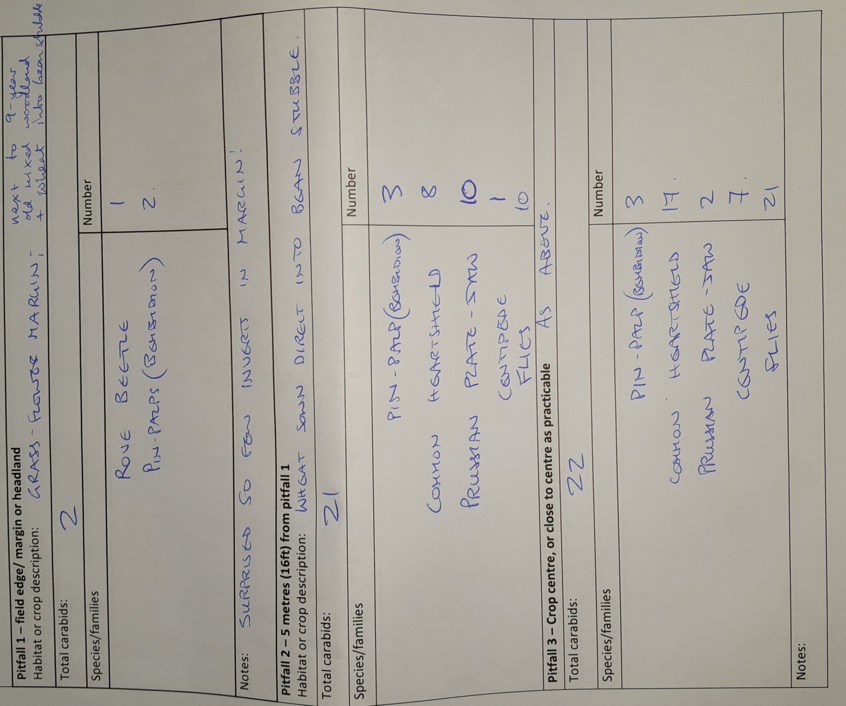 Pitfall 1 – field edge/ margin or headland
Habitat or crop description: GRASS - FLOWER MARGIN; next to 9-year
old mixed woodland
+ wheat into bean stubble
Total carabids: 2
Species/families Number
ROVE BEETLE 1
PIN-PALPS (BEMBIDION) 2.
Notes: SURPRISED SO FEW INVERTS IN MARGIN!
Pitfall 2 – 5 metres (16ft) from pitfall 1
Habitat or crop description: WHEAT SOWN DIRECT INTO BEAN STUBBLE.
Total carabids: 21
Species/families Number
PIN-PALP (BEMBIDION) 3
COMMON HEARTSHIELD 8
PRUSSIAN PLATE-JAW 10
CENTIPEDE 1
FLIES 10
Pitfall 3 – Crop centre, or close to centre as practicable AS ABOVE.
Total carabids: 22
Species/families Number
PIN-PALP (BEMBIDION) 3
COMMON HEARTSHIELD 17.
PRUSSIAN PLATE-JAW 2
CENTIPEDE 7.
FLIES 21
Notes: